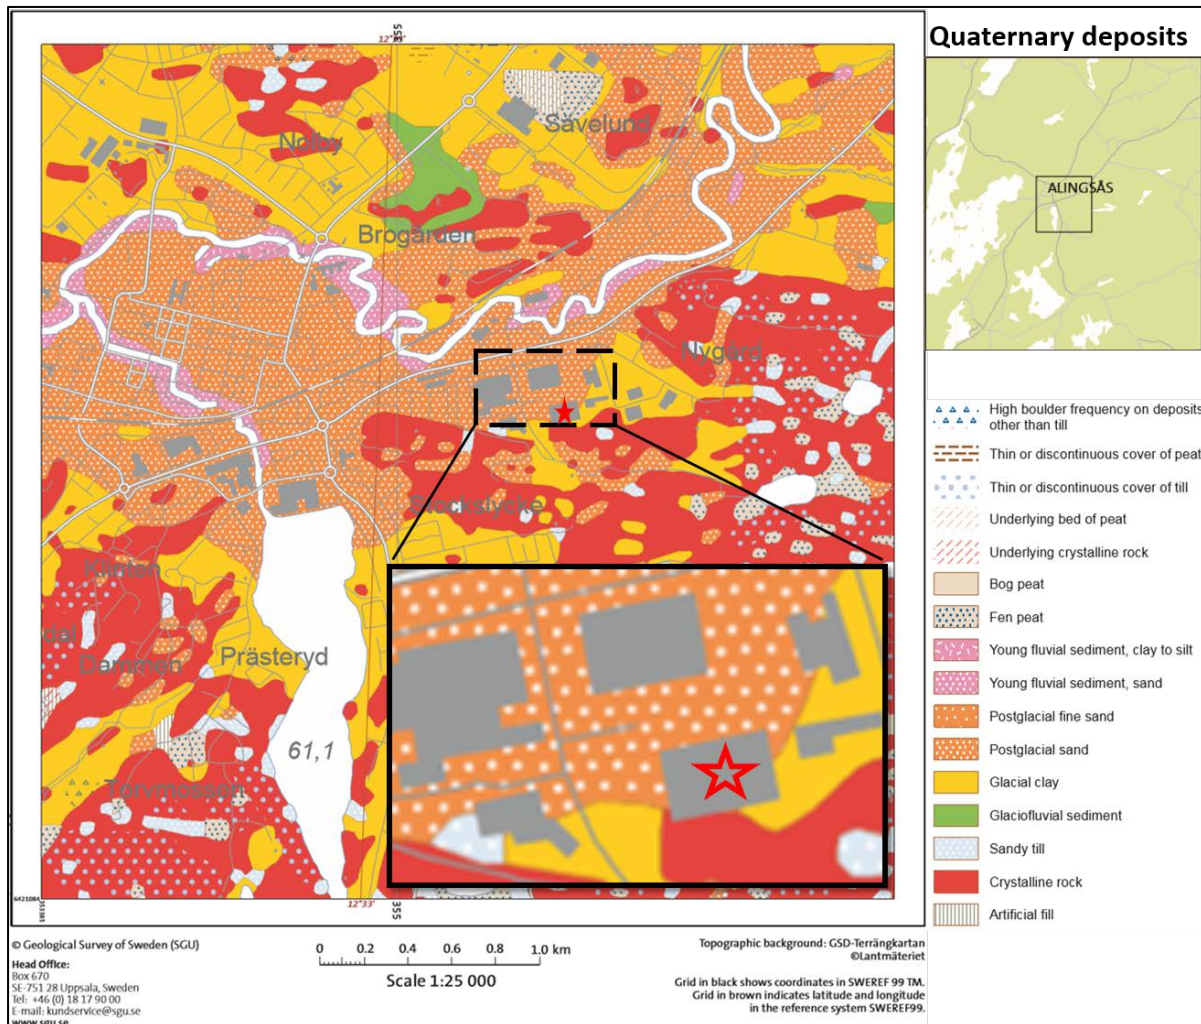 Quaternary deposits
355
ALINGSÅS
Nolby
Sävelund
Brogården
Nygård
Stockslycke
Klinten
dal
Dammen
Prästeryd
61,1
Torvmossen
High boulder frequency on deposits
other than till
Thin or discontinuous cover of peat
Thin or discontinuous cover of till
Underlying bed of peat
Underlying crystalline rock
Bog peat
Fen peat
Young fluvial sediment, clay to silt
Young fluvial sediment, sand
Postglacial fine sand
Postglacial sand
Glacial clay
Glaciofluvial sediment
Sandy till
Crystalline rock
Artificial fill
12°33'
355
© Geological Survey of Sweden (SGU)
Head Office:
Box 670
SE-751 28 Uppsala, Sweden
Tel: +46 (0) 18 17 90 00
E-mail: kundservice@sgu.se
www.sgu.se
0 0.2 0.4 0.6 0.8 1.0 km
Scale 1:25 000
Topographic background: GSD-Terrängkartan
©Lantmäteriet
Grid in black shows coordinates in SWEREF 99 TM.
Grid in brown indicates latitude and longitude
in the reference system SWEREF99.